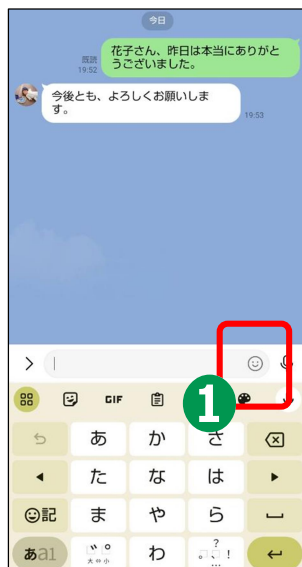 今日
花子さん、昨日は本当にありがと
うございました。
既読
19:52
今後とも、よろしくお願いしま
す。
19:53
GIF
1
あ
か
さ
た
な
は
記
ま
や
ら
あa1
大⇔小
わ
。、?!…